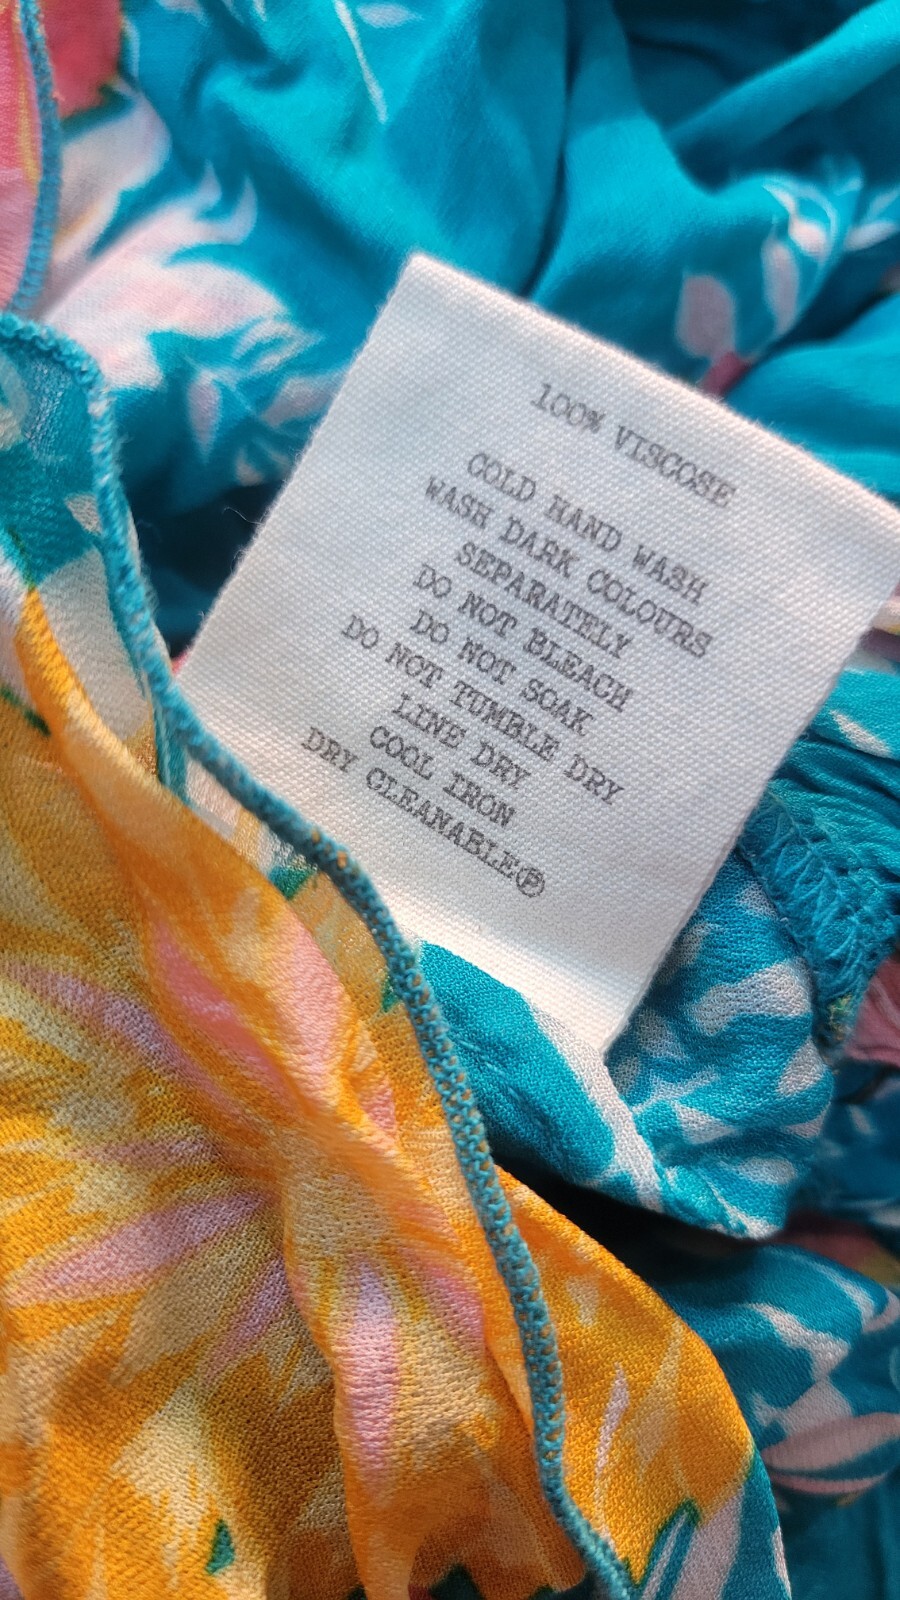 100% VISCOSE
COLD HAND WASH
WASH DARK COLOURS
SEPARATELY
DO NOT BLEACH
DO NOT SOAK
DO NOT TUMBLE DRY
LINE DRY
COOL IRON
DRY CLEANABLEⓅ